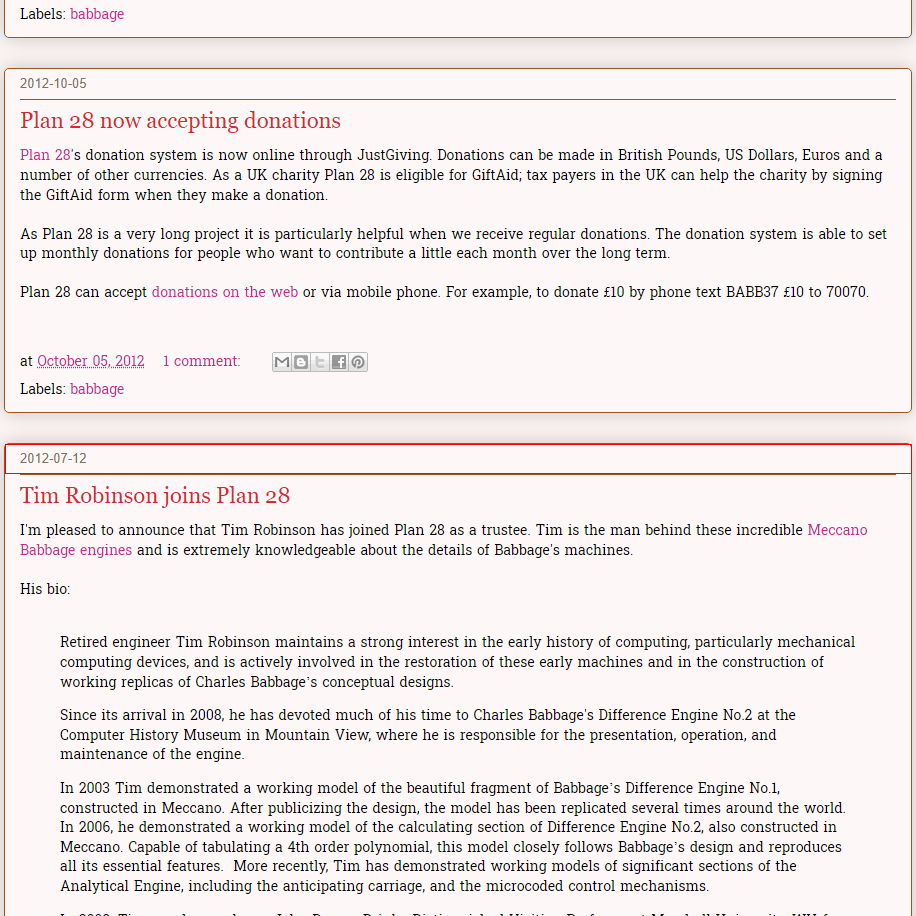 Labels: babbage
2012-10-05
Plan 28 now accepting donations
Plan 28's donation system is now online through JustGiving. Donations can be made in British Pounds, US Dollars, Euros and a
number of other currencies. As a UK charity Plan 28 is eligible for GiftAid; tax payers in the UK can help the charity by signing
the GiftAid form when they make a donation.
As Plan 28 is a very long project it is particularly helpful when we receive regular donations. The donation system is able to set
up monthly donations for people who want to contribute a little each month over the long term.
Plan 28 can accept donations on the web or via mobile phone. For example, to donate £10 by phone text BABB37 £10 to 70070.
at October 05, 2012 1 comment:
Labels: babbage
2012-07-12
Tim Robinson joins Plan 28
I'm pleased to announce that Tim Robinson has joined Plan 28 as a trustee. Tim is the man behind these incredible Meccano
Babbage engines and is extremely knowledgeable about the details of Babbage's machines.
His bio:
Retired engineer Tim Robinson maintains a strong interest in the early history of computing, particularly mechanical
computing devices, and is actively involved in the restoration of these early machines and in the construction of
working replicas of Charles Babbage’s conceptual designs.
Since its arrival in 2008, he has devoted much of his time to Charles Babbage's Difference Engine No.2 at the
Computer History Museum in Mountain View, where he is responsible for the presentation, operation, and
maintenance of the engine.
In 2003 Tim demonstrated a working model of the beautiful fragment of Babbage’s Difference Engine No.1,
constructed in Meccano. After publicizing the design, the model has been replicated several times around the world.
In 2006, he demonstrated a working model of the calculating section of Difference Engine No.2, also constructed in
Meccano. Capable of tabulating a 4th order polynomial, this model closely follows Babbage’s design and reproduces
all its essential features.  More recently, Tim has demonstrated working models of significant sections of the
Analytical Engine, including the anticipating carriage, and the microcoded control mechanisms.